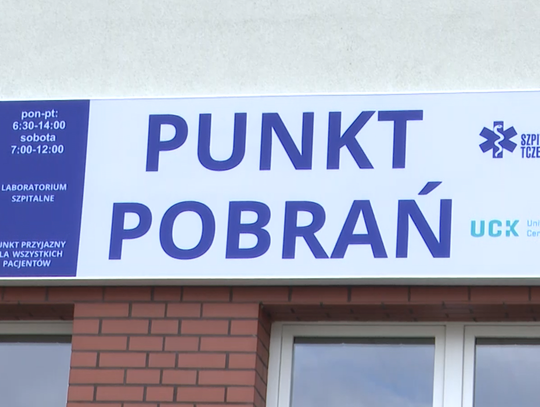 pon-pt:
6:30-14:00
sobota
7:00-12:00
LABORATORIUM
SZPITALNE
PRZYJAZNY
WSZYSTKICH
PACJENTÓW
PUNKT
POBRAŃ
UCK